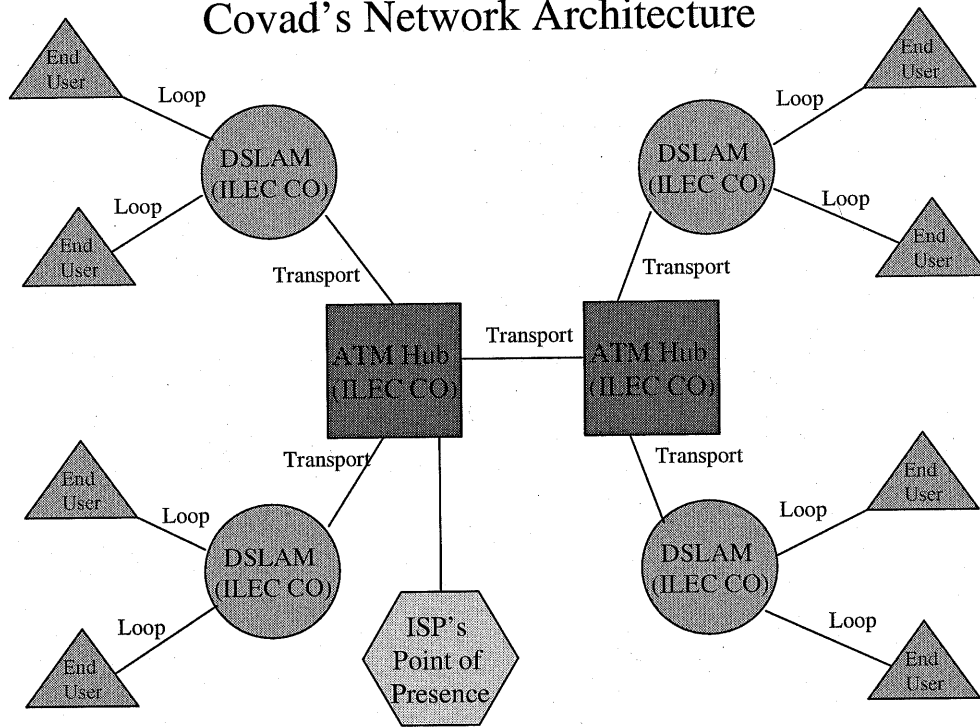 Covad's Network Architecture
End
User
Loop
DSLAM
(ILEC CO)
Loop
End
User
Transport
DSLAM
(ILEC CO)
Loop
End
User
Loop
End
User
Transport
ATM Hub
(ILEC CO)
Transport
ATM Hub
(ILEC CO)
Transport
Transport
End
User
Loop
DSLAM
(ILEC CO)
Loop
End
User
ISP's
Point of
Presence
DSLAM
(ILEC CO)
Loop
End
User
Loop
End
User